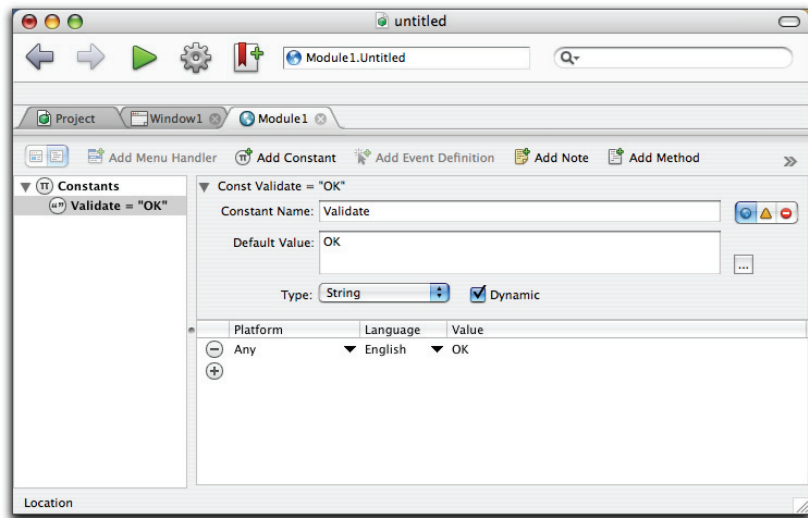 untitled
Module1.Untitled
Project Window1 Module1
Add Menu Handler Add Constant Add Event Definition Add Note Add Method »
Constants
Validate = "OK"
Const Validate = "OK"
Constant Name: Validate
Default Value: OK
...
Type: String Dynamic
Platform Language Value
Any English OK
Location